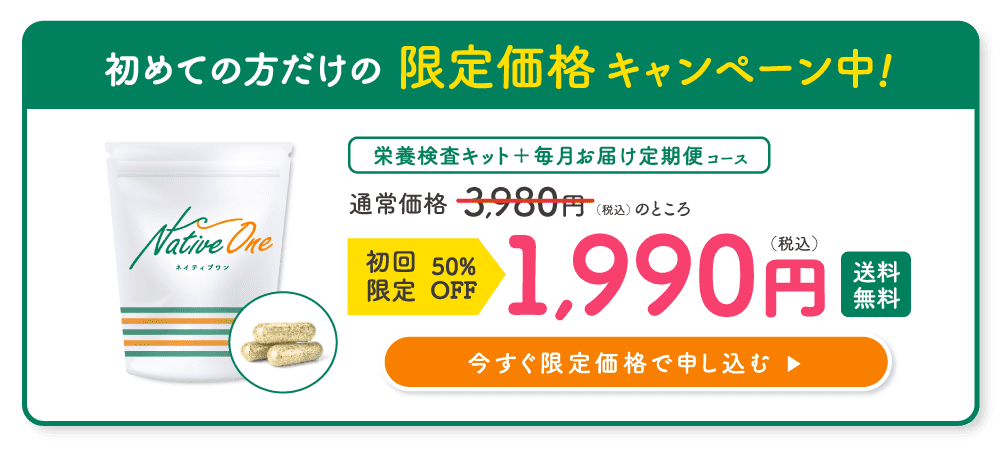 初めての方だけの 限定価格 キャンペーン中!
Native One
ネイティブワン
栄養検査キット+毎月お届け定期便コース
通常価格 3,980円(税込)のところ
初回限定 50% OFF 1,990円(税込) 送料無料
今すぐ限定価格で申し込む ▶